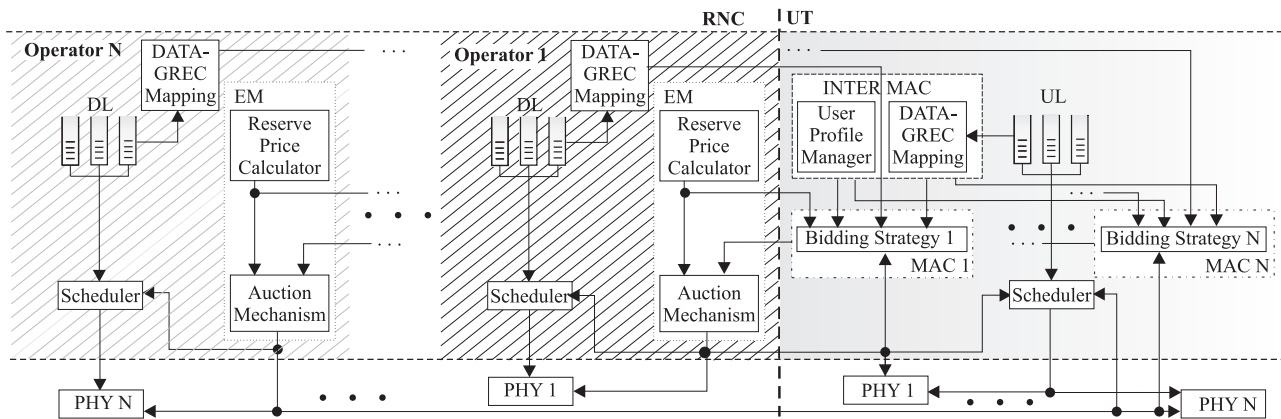 RNC UT
Operator N
DATA-
GREC
Mapping
DL
EM
Reserve
Price
Calculator
Scheduler
Auction
Mechanism
PHY N
Operator 1
DATA-
GREC
Mapping
DL
EM
Reserve
Price
Calculator
Scheduler
Auction
Mechanism
PHY 1
INTER MAC
User
Profile
Manager
DATA-
GREC
Mapping
UL
Bidding Strategy 1
MAC 1
Bidding Strategy N
MAC N
Scheduler
PHY 1
PHY N